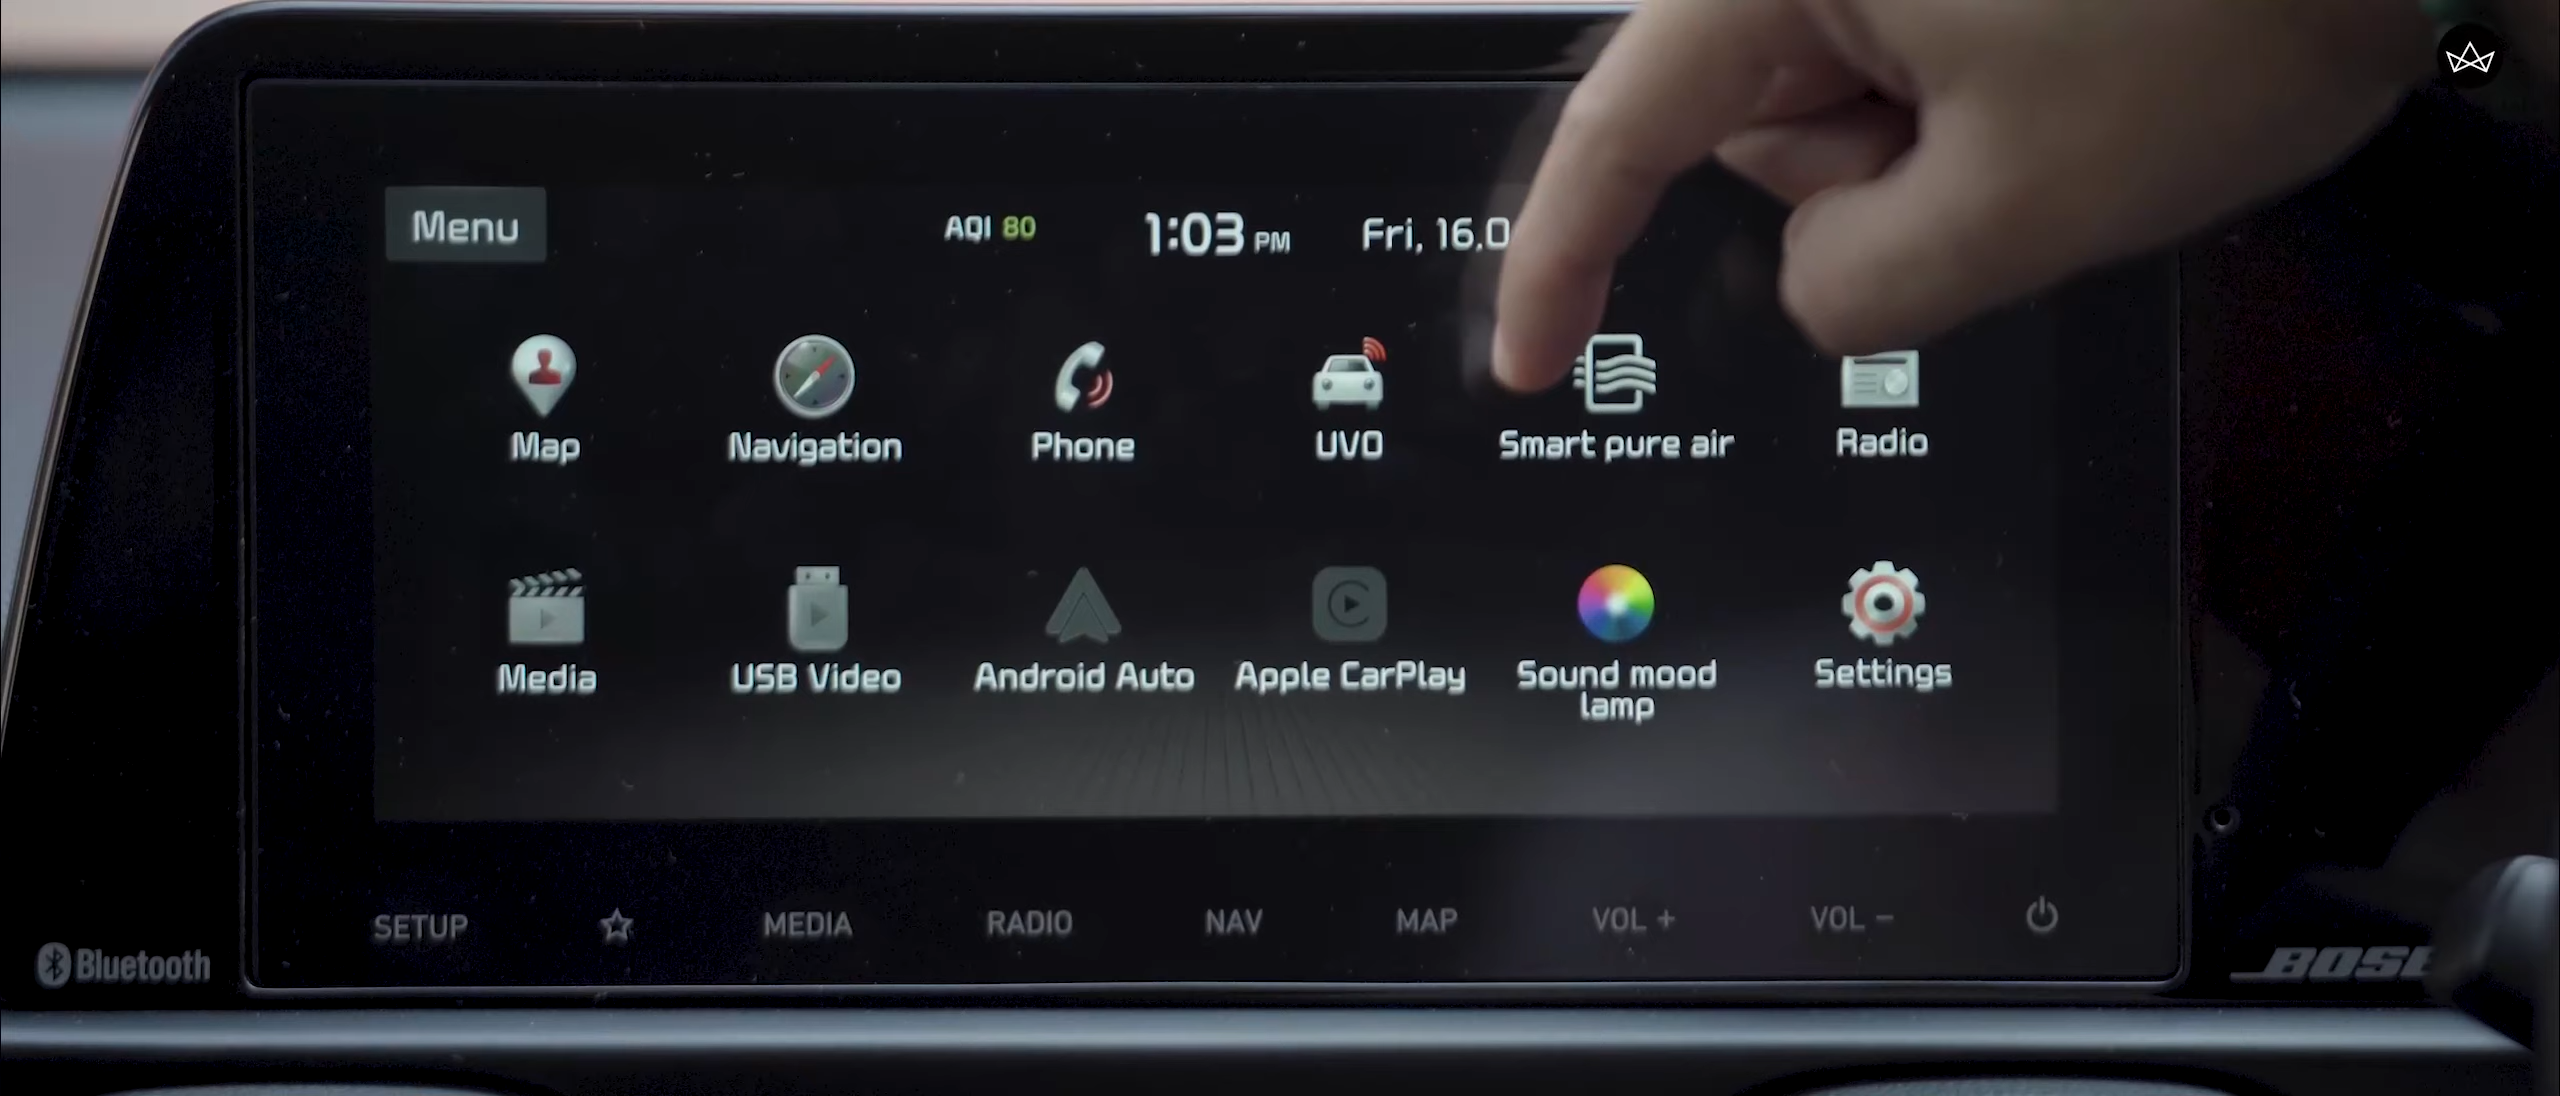 Menu
AQI 80
1:03 PM
Fri, 16.0
Map
Navigation
Phone
UVO
Smart pure air
Radio
Media
USB Video
Android Auto
Apple CarPlay
Sound mood
lamp
Settings
SETUP
MEDIA
RADIO
NAV
MAP
VOL +
VOL −
Bluetooth
BOSE